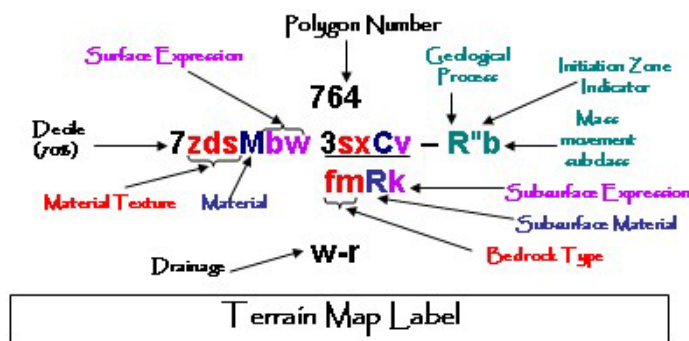 Polygon Number
Surface Expression
Geological Process
Initiation Zone Indicator
764
Decile (70%)
7zdsMbw 3sxCv – R"b
Mass movement subclass
fmRk
Material Texture
Material
Subsurface Expression
Subsurface Material
w-r
Bedrock Type
Drainage
Terrain Map Label